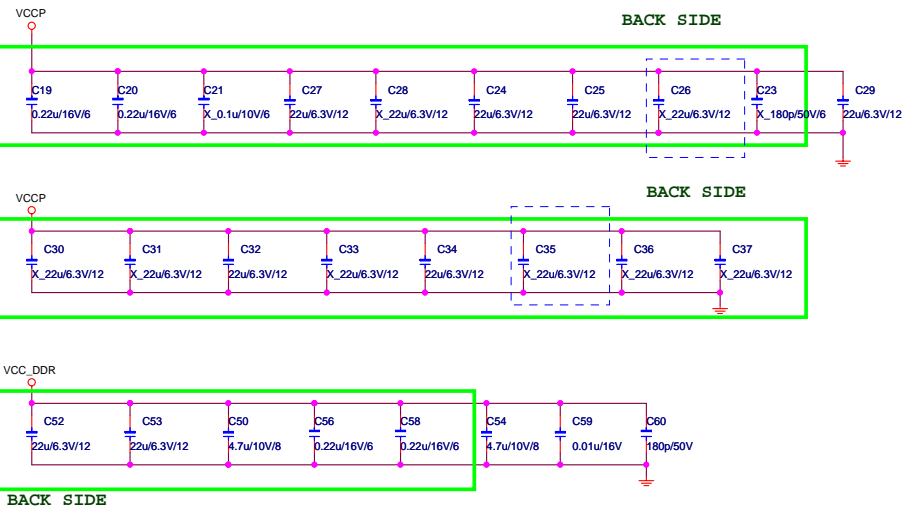 VCCP
BACK SIDE
C19 C20 C21 C27 C28 C24 C25 C26 C23 C29
0.22u/16V/6 0.22u/16V/6 X_0.1u/10V/6 22u/6.3V/12 X_22u/6.3V/12 22u/6.3V/12 22u/6.3V/12 X_22u/6.3V/12 X_180p/50V/6 22u/6.3V/12
VCCP
BACK SIDE
C30 C31 C32 C33 C34 C35 C36 C37
X_22u/6.3V/12 X_22u/6.3V/12 22u/6.3V/12 X_22u/6.3V/12 22u/6.3V/12 X_22u/6.3V/12 X_22u/6.3V/12 X_22u/6.3V/12
VCC_DDR
C52 C53 C50 C56 C58 C54 C59 C60
22u/6.3V/12 22u/6.3V/12 4.7u/10V/8 0.22u/16V/6 0.22u/16V/6 4.7u/10V/8 0.01u/16V 180p/50V
BACK SIDE